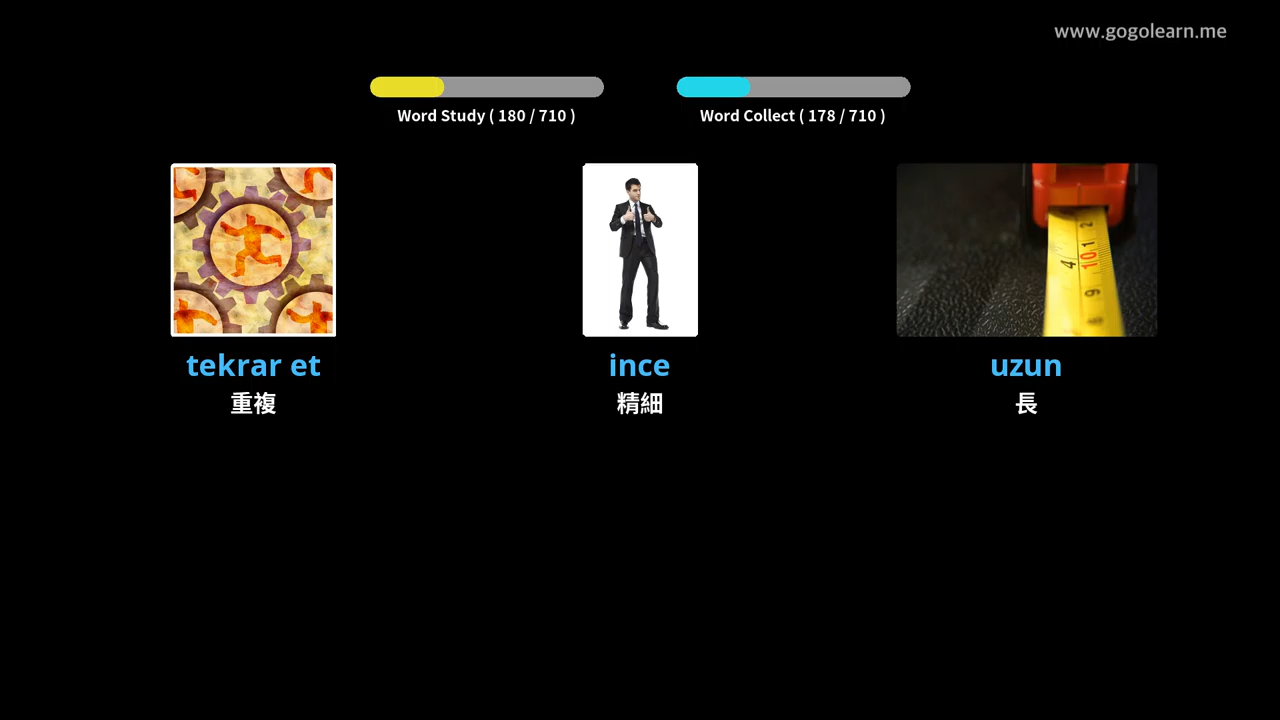 www.gogolearn.me
Word Study ( 180 / 710 )
Word Collect ( 178 / 710 )
tekrar et
重複
ince
精細
uzun
長